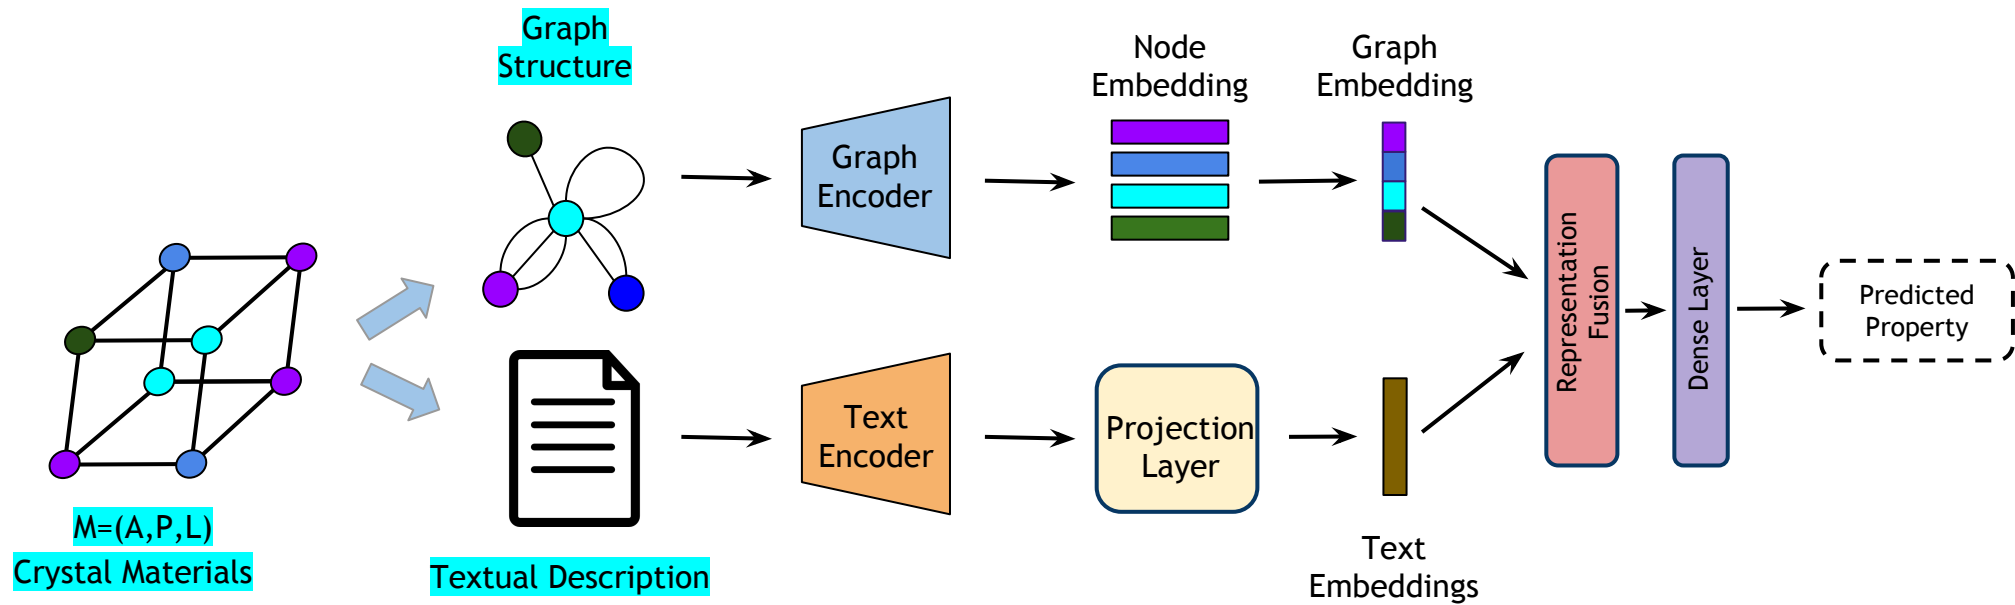 Graph
Structure
Node
Embedding
Graph
Embedding
Graph
Encoder
M=(A,P,L)
Crystal Materials
Textual Description
Text
Encoder
Projection
Layer
Text
Embeddings
Representation
Fusion
Dense Layer
Predicted
Property